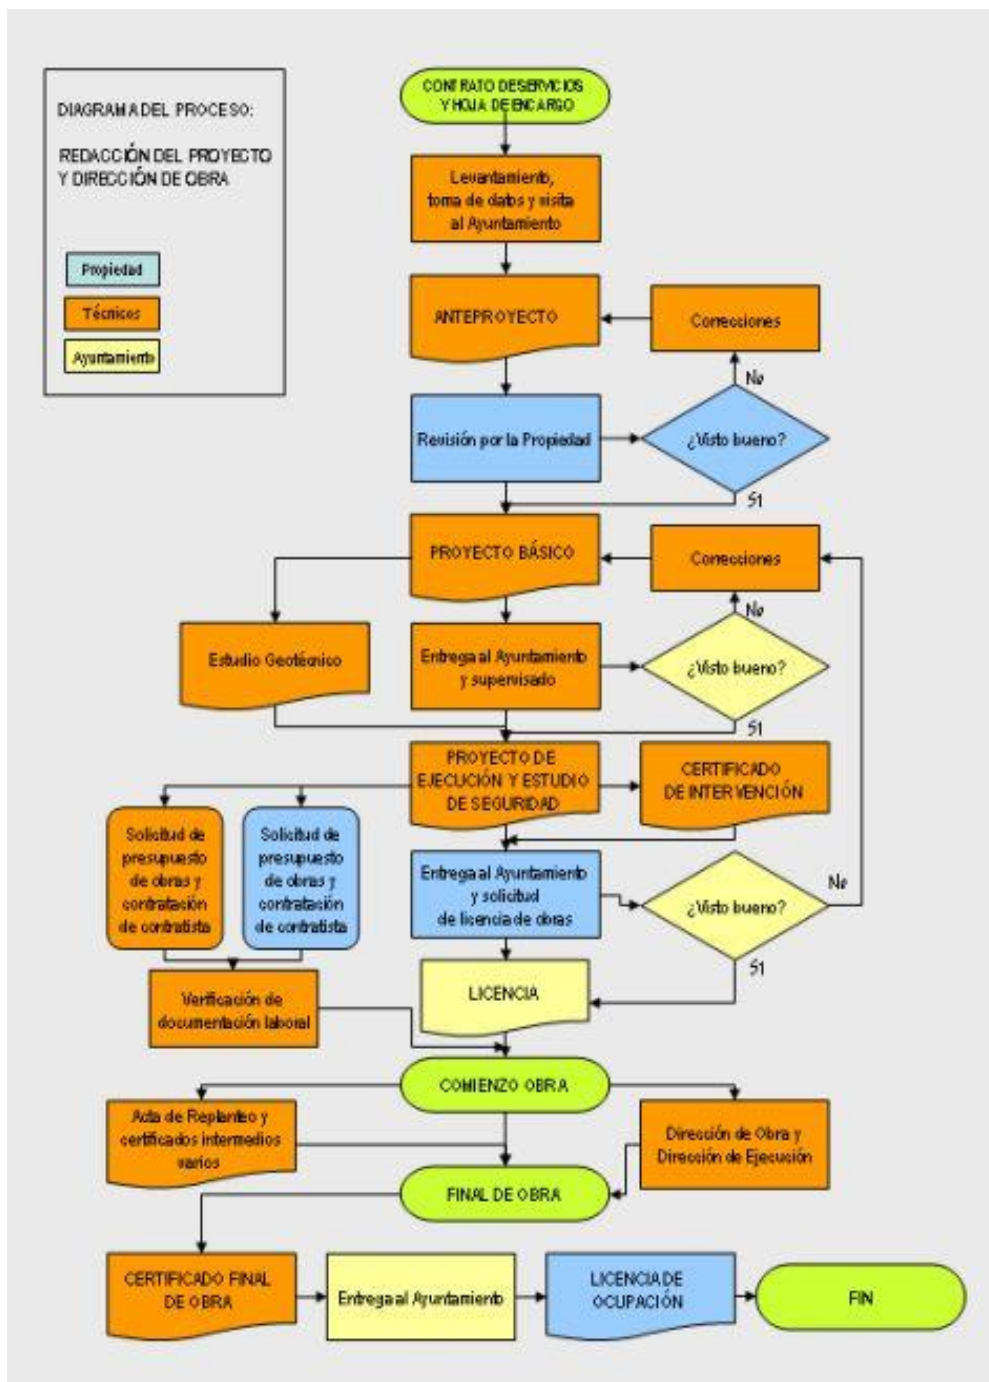 DIAGRAMA DEL PROCESO:
REDACCIÓN DEL PROYECTO
Y DIRECCIÓN DE OBRA
Propiedad
Técnicos
Ayuntamiento
CONTRATO DE SERVICIOS
Y HOJA DE ENCARGO
Levantamiento,
toma de datos y visita
al Ayuntamiento
ANTEPROYECTO
Correcciones
No
Revisión por la Propiedad
¿Visto bueno?
Si
PROYECTO BÁSICO
Correcciones
No
Estudio Geotécnico
Entrega al Ayuntamiento
y supervisado
¿Visto bueno?
Si
PROYECTO DE
EJECUCIÓN Y ESTUDIO
DE SEGURIDAD
CERTIFICADO
DE INTERVENCIÓN
Solicitud de
presupuesto
de obras y
contratación
de contratista
Solicitud de
presupuesto
de obras y
contratación
de contratista
Entrega al Ayuntamiento
y solicitud
de licencia de obras
¿Visto bueno?
No
Si
LICENCIA
Verificación de
documentación laboral
COMIENZO OBRA
Acta de Replanteo y
certificados intermedios
varios
Dirección de Obra y
Dirección de Ejecución
FINAL DE OBRA
CERTIFICADO FINAL
DE OBRA
Entrega al Ayuntamiento
LICENCIA DE
OCUPACIÓN
FIN